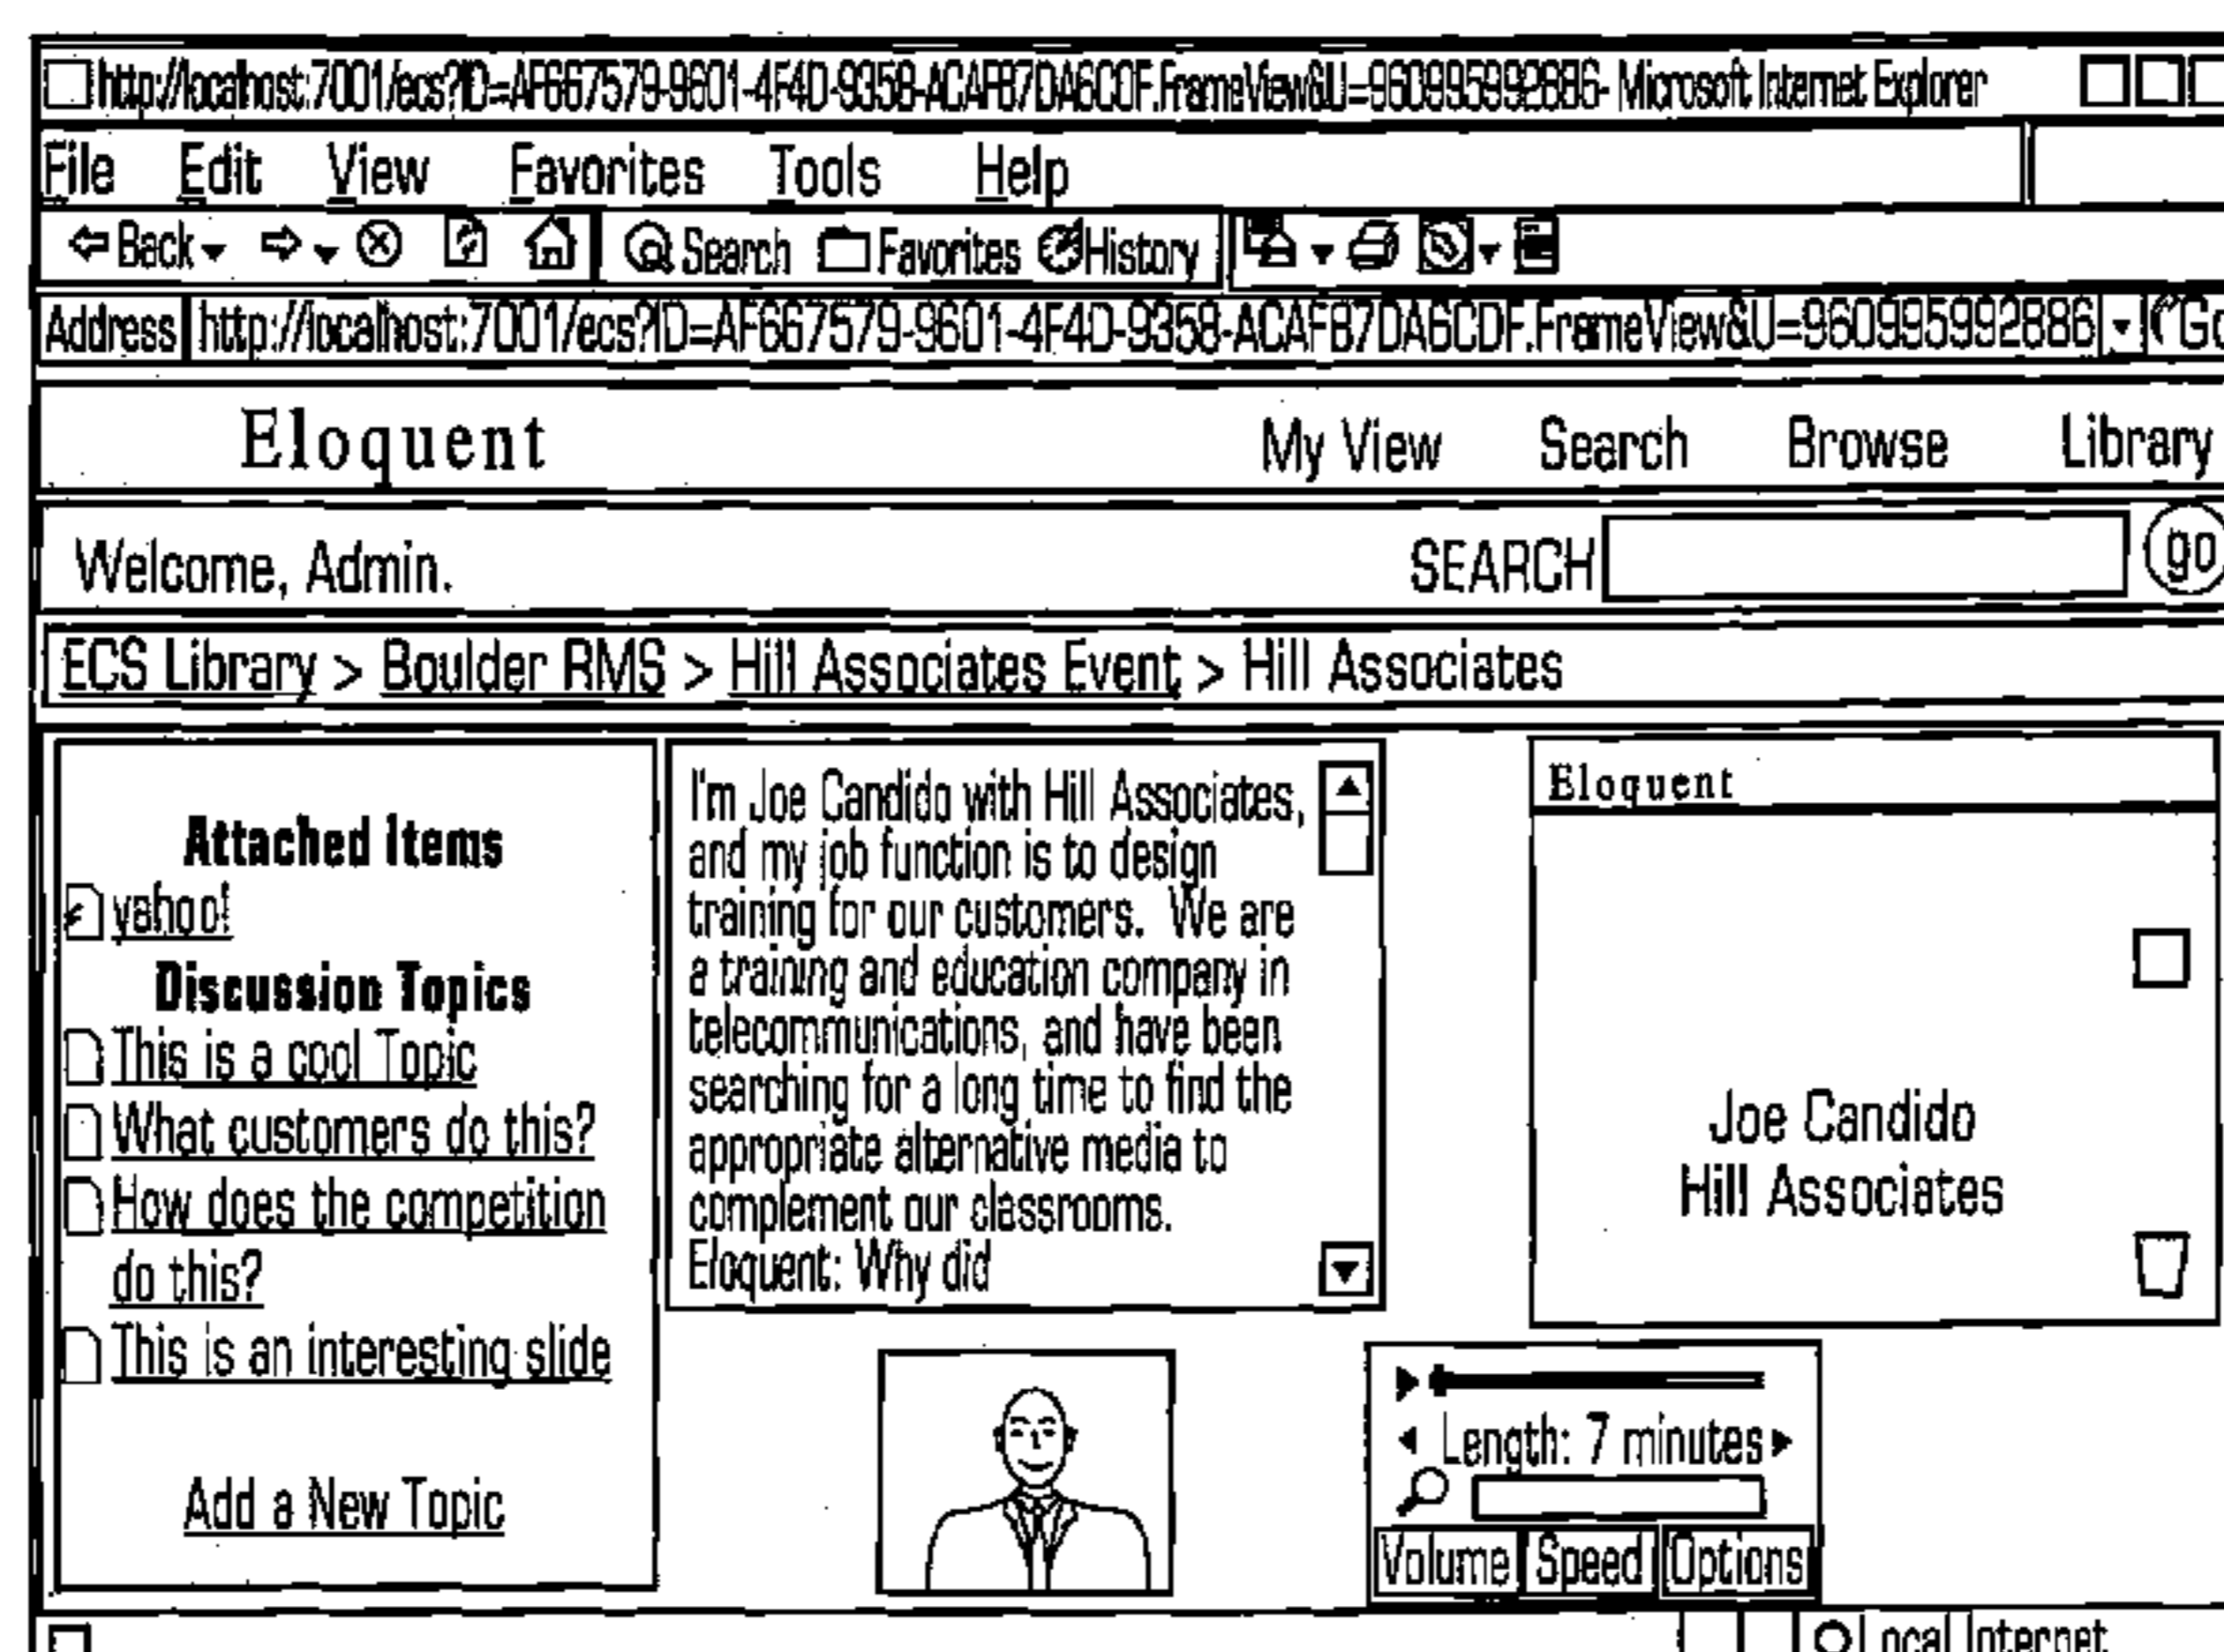 http://localhost:7001/ecs?ID=AF667579-9601-4F4D-9358-ACAFB7DA6CDF.FrameView&U=960995992886- Microsoft Internet Explorer
File Edit View Favorites Tools Help
Back Search Favorites History
Address http://localhost:7001/ecs?ID=AF667579-9601-4F4D-9358-ACAFB7DA6CDF.FrameView&U=960995992886 Go
Eloquent My View Search Browse Library
Welcome, Admin. SEARCH go
ECS Library > Boulder RMS > Hill Associates Event > Hill Associates
Attached Items
yahoo!
Discussion Topics
This is a cool Topic
What customers do this?
How does the competition
do this?
This is an interesting slide
Add a New Topic
I'm Joe Candido with Hill Associates,
and my job function is to design
training for our customers. We are
a training and education company in
telecommunications, and have been
searching for a long time to find the
appropriate alternative media to
complement our classrooms.
Eloquent: Why did
Eloquent
Joe Candido
Hill Associates
Length: 7 minutes
Volume Speed Options
Local Internet